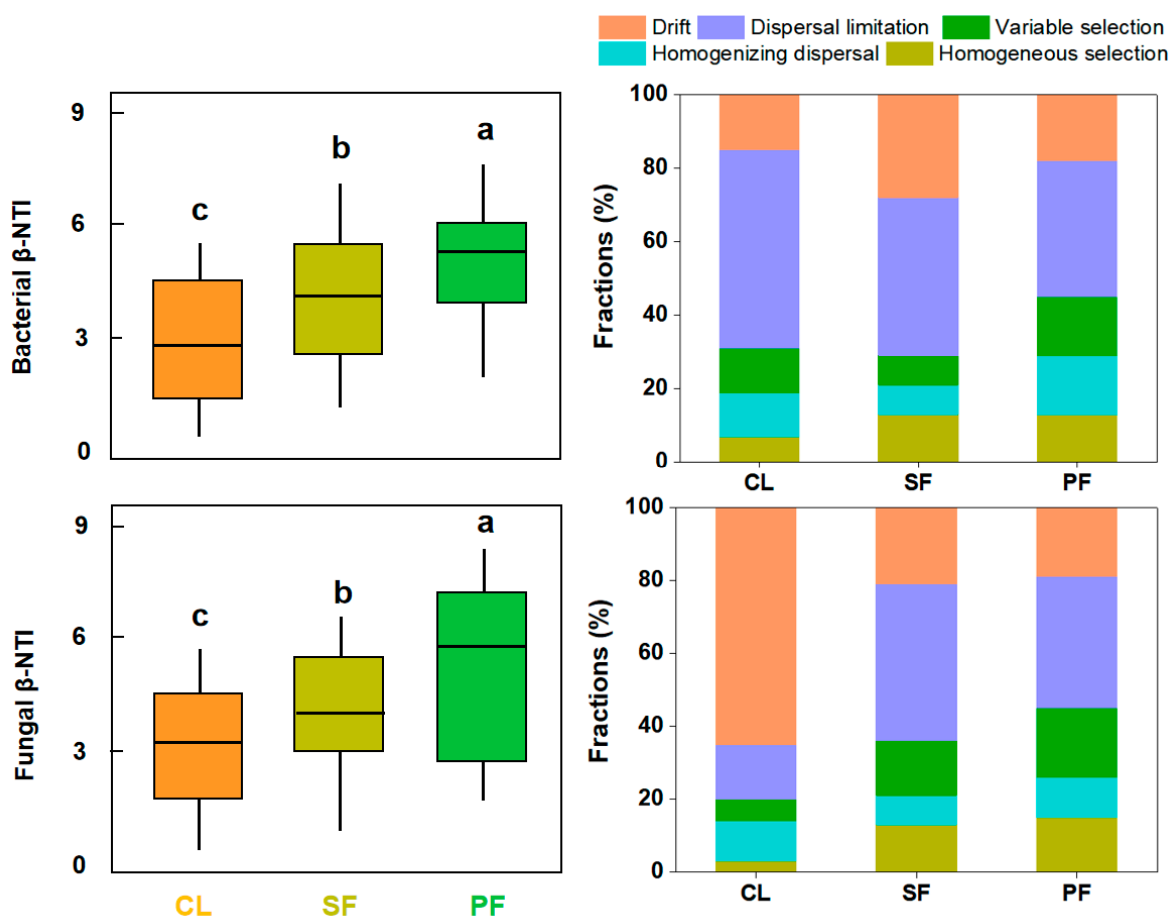 Drift Dispersal limitation Variable selection
Homogenizing dispersal Homogeneous selection
Bacterial β-NTI
9
6
3
0
c
b
a
Fractions (%)
100
80
60
40
20
0
CL SF PF
Fungal β-NTI
9
6
3
0
c
b
a
CL SF PF
Fractions (%)
100
80
60
40
20
0
CL SF PF